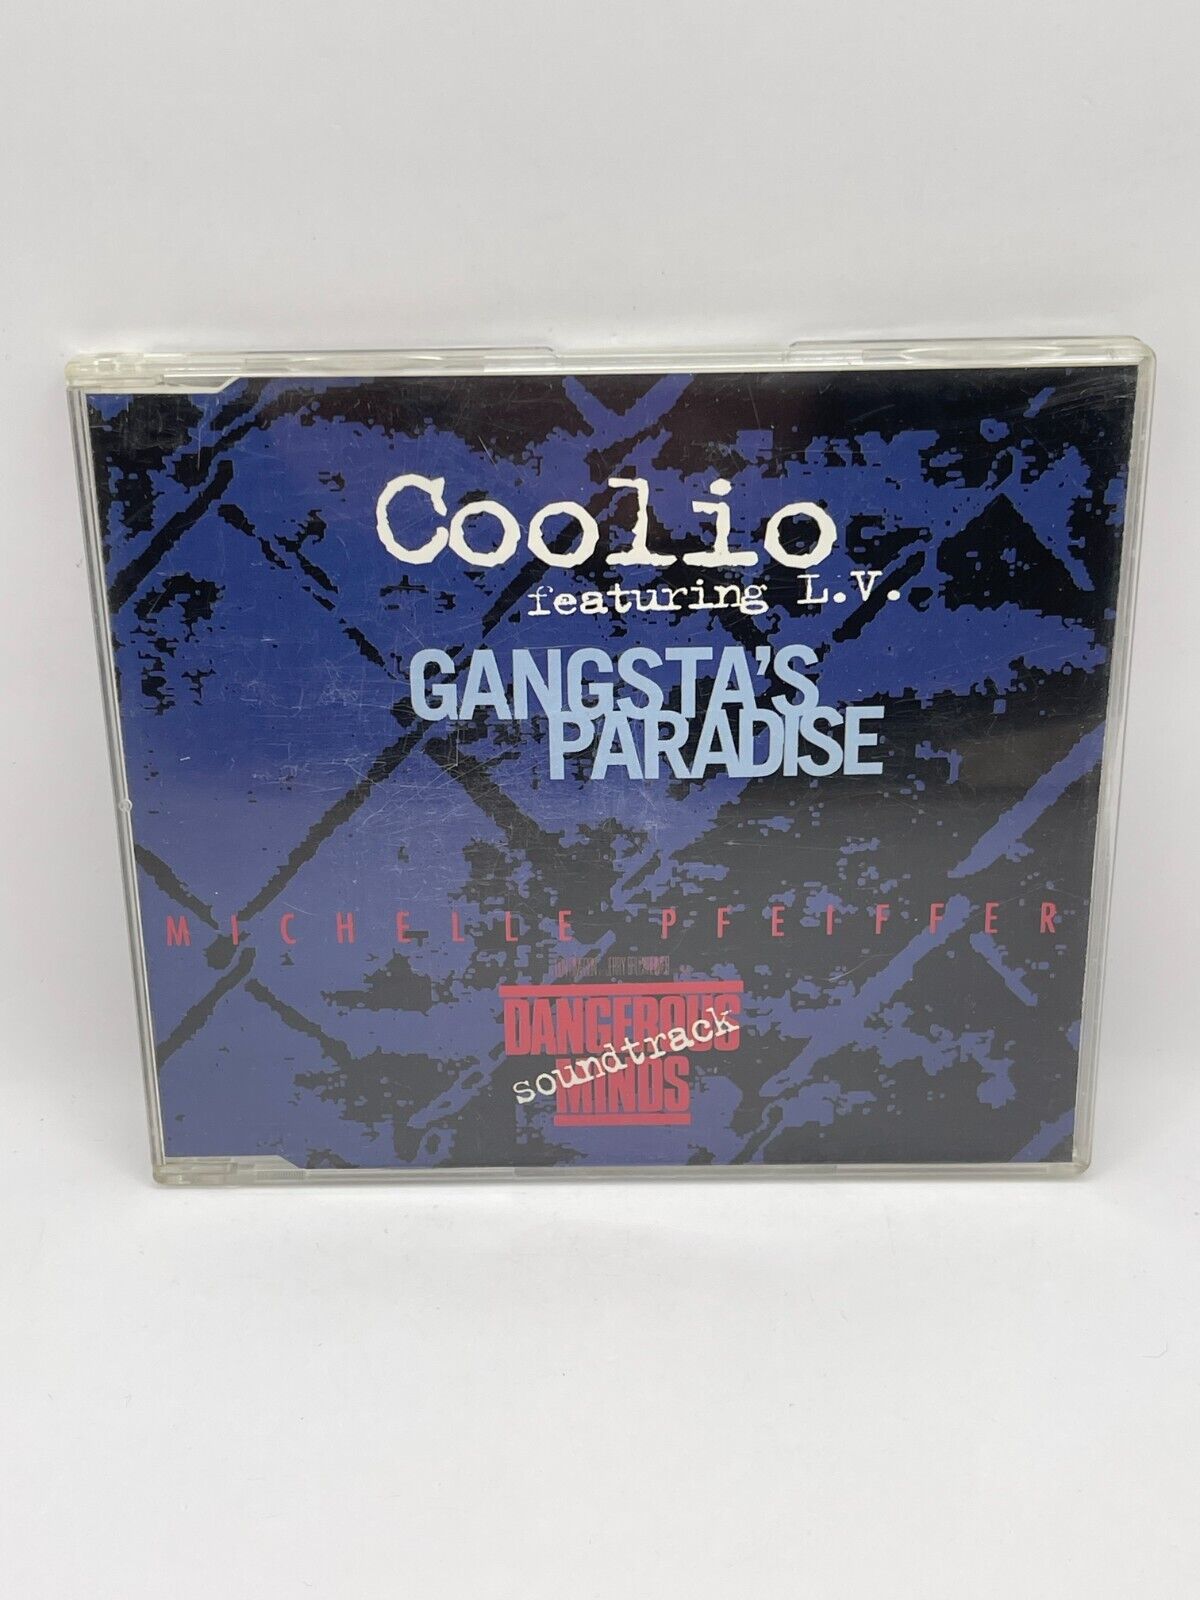 Coolio
featuring L.V.
GANGSTA'S
PARADISE
MICHELLE PFEIFFER
DANGEROUS
soundtrack
MINDS